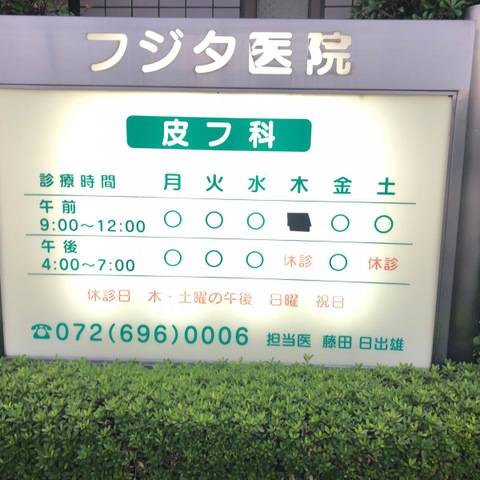 フジタ医院
皮フ科
診療時間 月 火 水 木 金 土
午前 9:00〜12:00 ○ ○ ○ ○ ○
午後 4:00〜7:00 ○ ○ ○ 休診 ○ 休診
休診日 木・土曜の午後 日曜 祝日
☎072(696)0006 担当医 藤田 日出雄